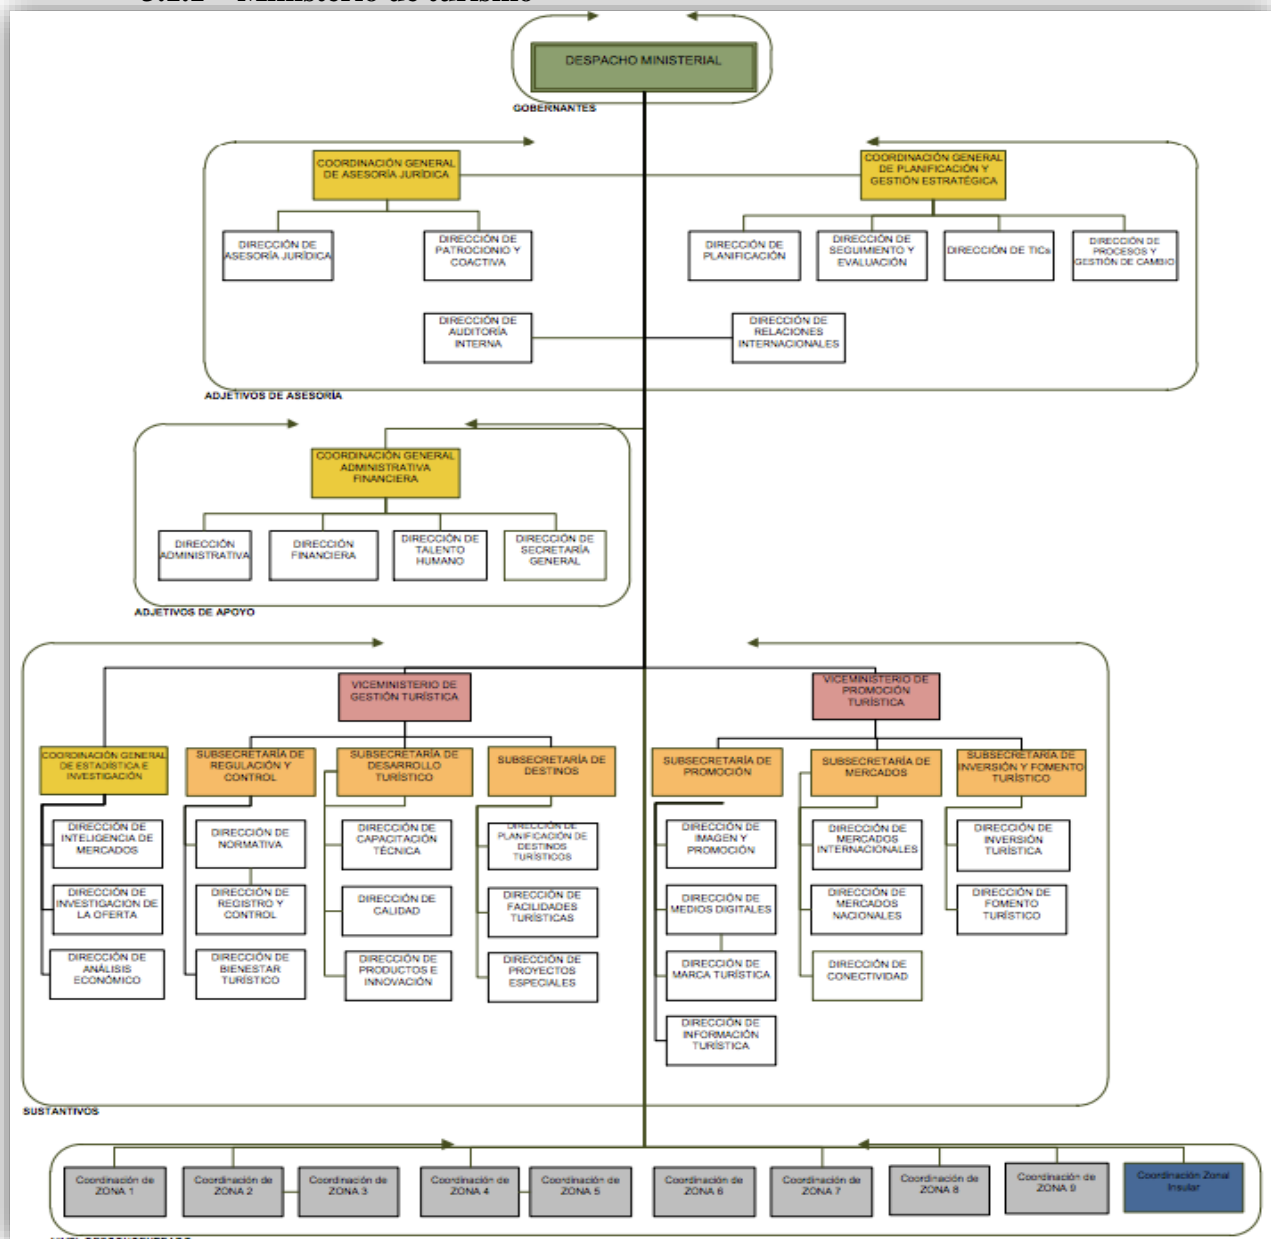 Ministerio de turismo
DESPACHO MINISTERIAL
GOBERNANTES
COORDINACIÓN GENERAL
DE ASESORÍA JURÍDICA
COORDINACIÓN GENERAL
DE PLANIFICACIÓN Y
GESTIÓN ESTRATÉGICA
DIRECCIÓN DE
ASESORÍA JURÍDICA
DIRECCIÓN DE
PATROCIONIO Y
COACTIVA
DIRECCIÓN DE
PLANIFICACIÓN
DIRECCIÓN DE
SEGUIMIENTO Y
EVALUACIÓN
DIRECCIÓN DE TICs
DIRECCIÓN DE
PROCESOS Y
GESTIÓN DE CAMBIO
DIRECCIÓN DE
AUDITORÍA
INTERNA
DIRECCIÓN DE
RELACIONES
INTERNACIONALES
ADJETIVOS DE ASESORÍA
COORDINACIÓN GENERAL
ADMINISTRATIVA
FINANCIERA
DIRECCIÓN
ADMINISTRATIVA
DIRECCIÓN
FINANCIERA
DIRECCIÓN DE
TALENTO
HUMANO
DIRECCIÓN DE
SECRETARÍA
GENERAL
ADJETIVOS DE APOYO
VICEMINISTERIO DE
GESTIÓN TURÍSTICA
VICEMINISTERIO DE
PROMOCIÓN
TURÍSTICA
COORDINACIÓN GENERAL
DE ESTADÍSTICA E
INVESTIGACIÓN
SUBSECRETARÍA DE
REGULACIÓN Y
CONTROL
SUBSECRETARÍA DE
DESARROLLO
TURÍSTICO
SUBSECRETARÍA DE
DESTINOS
SUBSECRETARÍA DE
PROMOCIÓN
SUBSECRETARÍA DE
MERCADOS
SUBSECRETARÍA DE
INVERSIÓN Y FOMENTO
TURÍSTICO
DIRECCIÓN DE
INTELIGENCIA DE
MERCADOS
DIRECCIÓN DE
NORMATIVA
DIRECCIÓN DE
CAPACITACIÓN
TÉCNICA
DIRECCIÓN DE
PLANIFICACIÓN DE
DESTINOS
TURÍSTICOS
DIRECCIÓN DE
IMAGEN Y
PROMOCIÓN
DIRECCIÓN DE
MERCADOS
INTERNACIONALES
DIRECCIÓN DE
INVERSIÓN
TURÍSTICA
DIRECCIÓN DE
INVESTIGACION DE
LA OFERTA
DIRECCIÓN DE
REGISTRO Y
CONTROL
DIRECCIÓN DE
CALIDAD
DIRECCIÓN DE
FACILIDADES
TURÍSTICAS
DIRECCIÓN DE
MEDIOS DIGITALES
DIRECCIÓN DE
MERCADOS
NACIONALES
DIRECCIÓN DE
FOMENTO
TURÍSTICO
DIRECCIÓN DE
ANÁLISIS
ECONÓMICO
DIRECCIÓN DE
BIENESTAR
TURÍSTICO
DIRECCIÓN DE
PRODUCTOS E
INNOVACIÓN
DIRECCIÓN DE
PROYECTOS
ESPECIALES
DIRECCIÓN DE
MARCA TURÍSTICA
DIRECCIÓN DE
CONECTIVIDAD
DIRECCIÓN DE
INFORMACIÓN
TURÍSTICA
SUSTANTIVOS
Coordinación de
ZONA 1
Coordinación de
ZONA 2
Coordinación de
ZONA 3
Coordinación de
ZONA 4
Coordinación de
ZONA 5
Coordinación de
ZONA 6
Coordinación de
ZONA 7
Coordinación de
ZONA 8
Coordinación de
ZONA 9
Coordinación Zonal
Insular